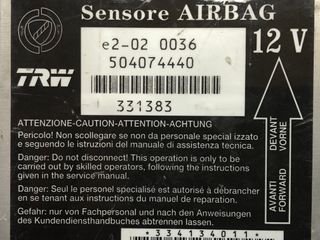 Sensore AIRBAG
e2-02 0036
12 V
504074440
TRW
331383
ATTENZIONE-CAUTION-ATTENTION-ACHTUNG
Pericolo! Non scollegare se non da personale specializzato
e seguendo le istruzioni del manuale di assistenza tecnica.
Danger: Do not disconnect! This operation is only to be
carried out by skilled operators, following the instructions
given in the service manual.
Danger: Seul le personel specialisé est autorisé à débrancher
en se tenant aux instructions du manuel d'entretien.
Gefahr: nur von Fachpersonal und nach den Anweisungen
des Kundendiensthandbuches abtrennen lassen.
AVANTI DEVANT
FORWARD VORNE
*334134011*